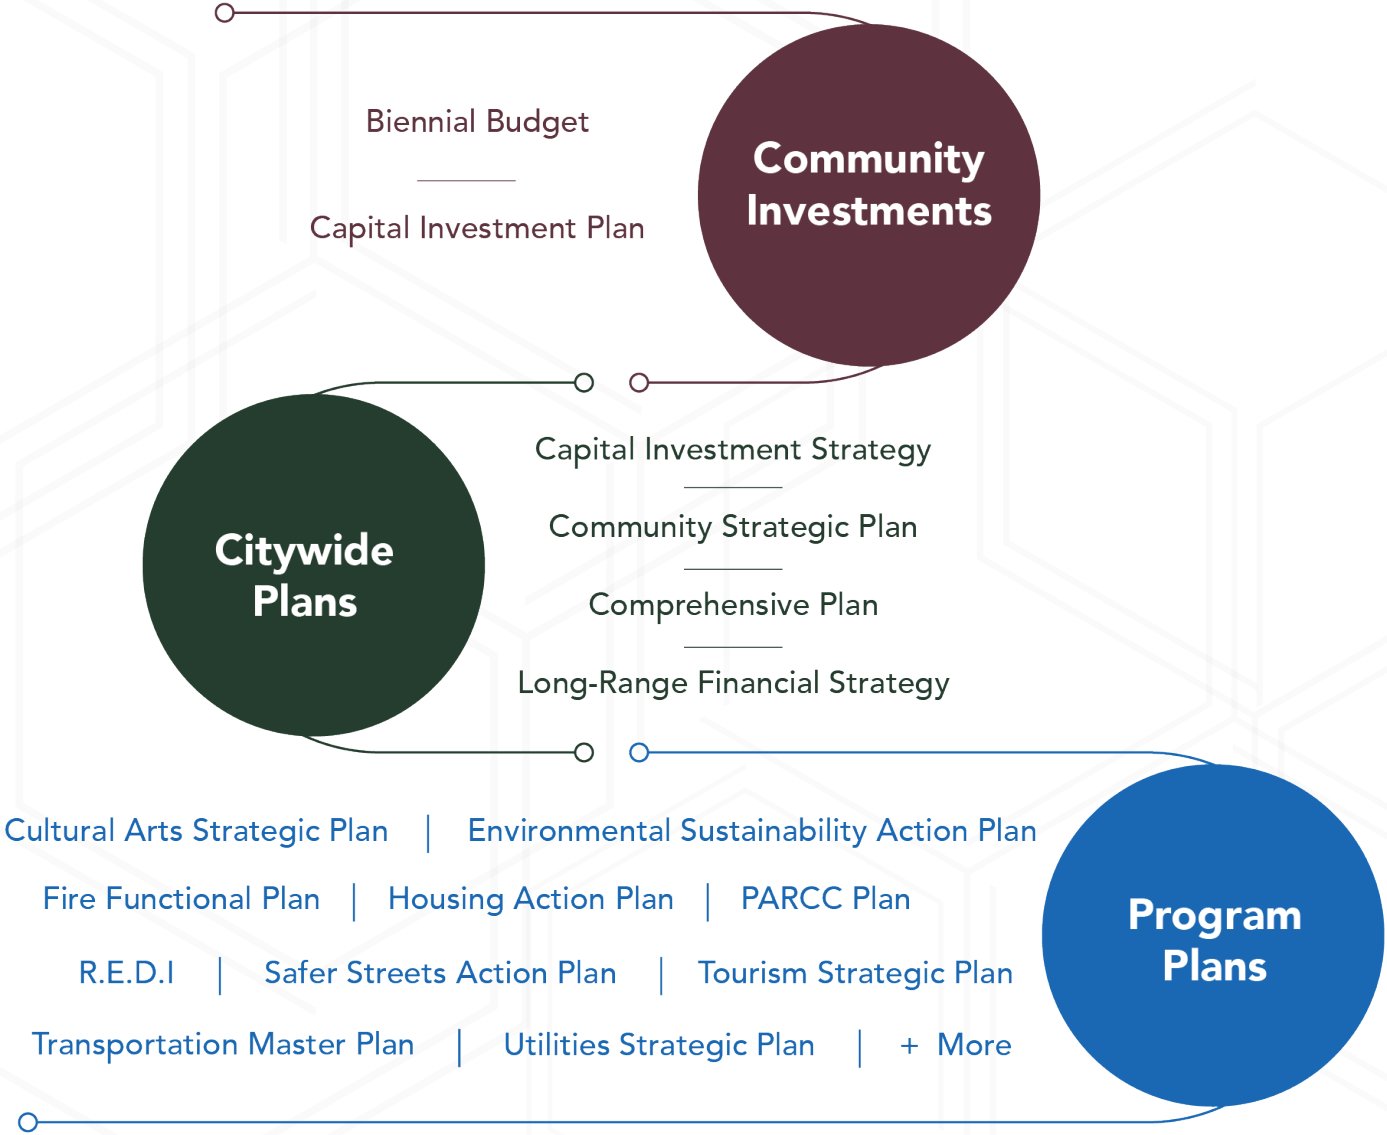 Biennial Budget
Capital Investment Plan
Community
Investments
Capital Investment Strategy
Community Strategic Plan
Comprehensive Plan
Long-Range Financial Strategy
Citywide
Plans
Cultural Arts Strategic Plan | Environmental Sustainability Action Plan
Fire Functional Plan | Housing Action Plan | PARCC Plan
R.E.D.I | Safer Streets Action Plan | Tourism Strategic Plan
Transportation Master Plan | Utilities Strategic Plan | + More
Program
Plans